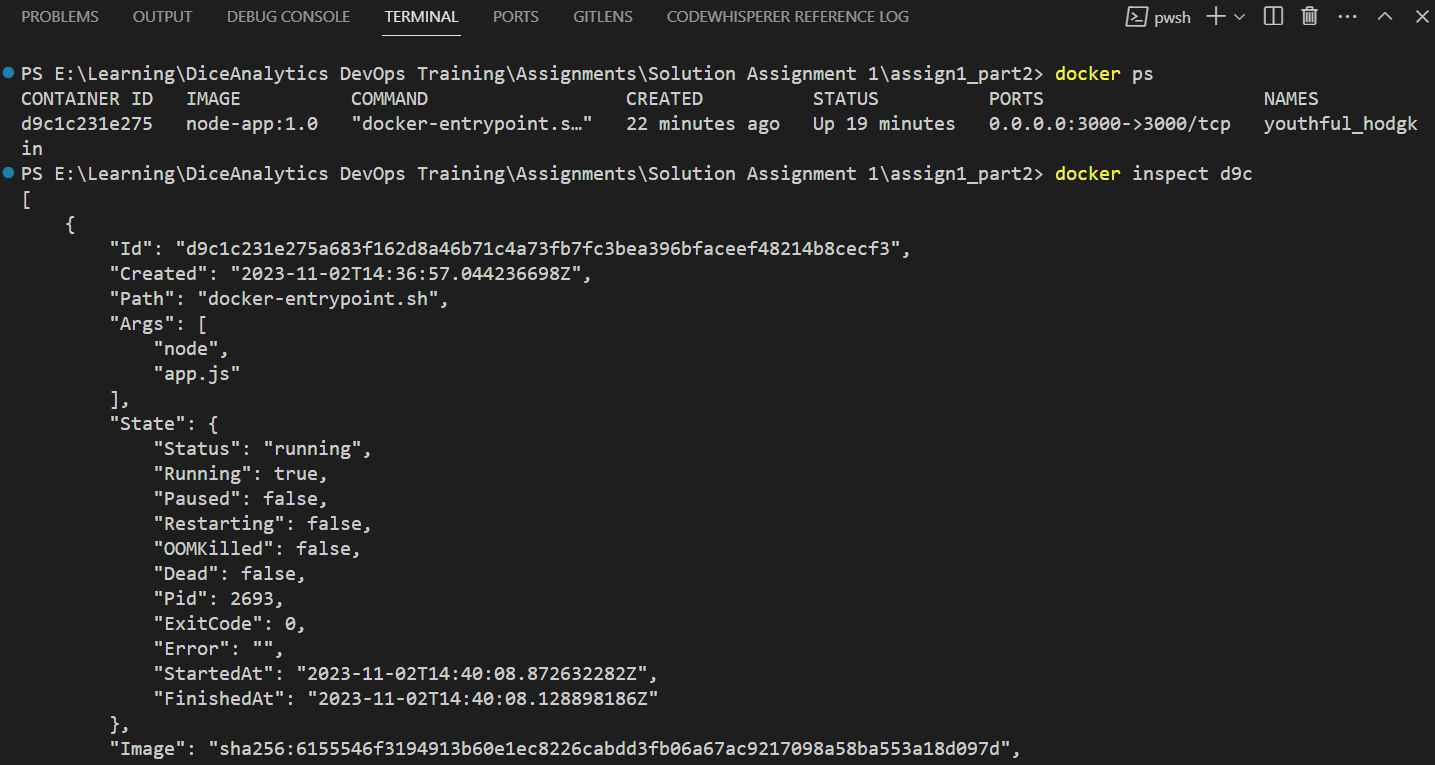 PROBLEMS OUTPUT DEBUG CONSOLE TERMINAL PORTS GITLENS CODEWHISPERER REFERENCE LOG pwsh
PS E:\Learning\DiceAnalytics DevOps Training\Assignments\Solution Assignment 1\assign1_part2> docker ps
CONTAINER ID   IMAGE          COMMAND                  CREATED          STATUS          PORTS                    NAMES
d9c1c231e275   node-app:1.0   "docker-entrypoint.s…"   22 minutes ago   Up 19 minutes   0.0.0.0:3000->3000/tcp   youthful_hodgk
in
PS E:\Learning\DiceAnalytics DevOps Training\Assignments\Solution Assignment 1\assign1_part2> docker inspect d9c
[
    {
        "Id": "d9c1c231e275a683f162d8a46b71c4a73fb7fc3bea396bfaceef48214b8cecf3",
        "Created": "2023-11-02T14:36:57.044236698Z",
        "Path": "docker-entrypoint.sh",
        "Args": [
            "node",
            "app.js"
        ],
        "State": {
            "Status": "running",
            "Running": true,
            "Paused": false,
            "Restarting": false,
            "OOMKilled": false,
            "Dead": false,
            "Pid": 2693,
            "ExitCode": 0,
            "Error": "",
            "StartedAt": "2023-11-02T14:40:08.872632282Z",
            "FinishedAt": "2023-11-02T14:40:08.128898186Z"
        },
        "Image": "sha256:6155546f3194913b60e1ec8226cabdd3fb06a67ac9217098a58ba553a18d097d",